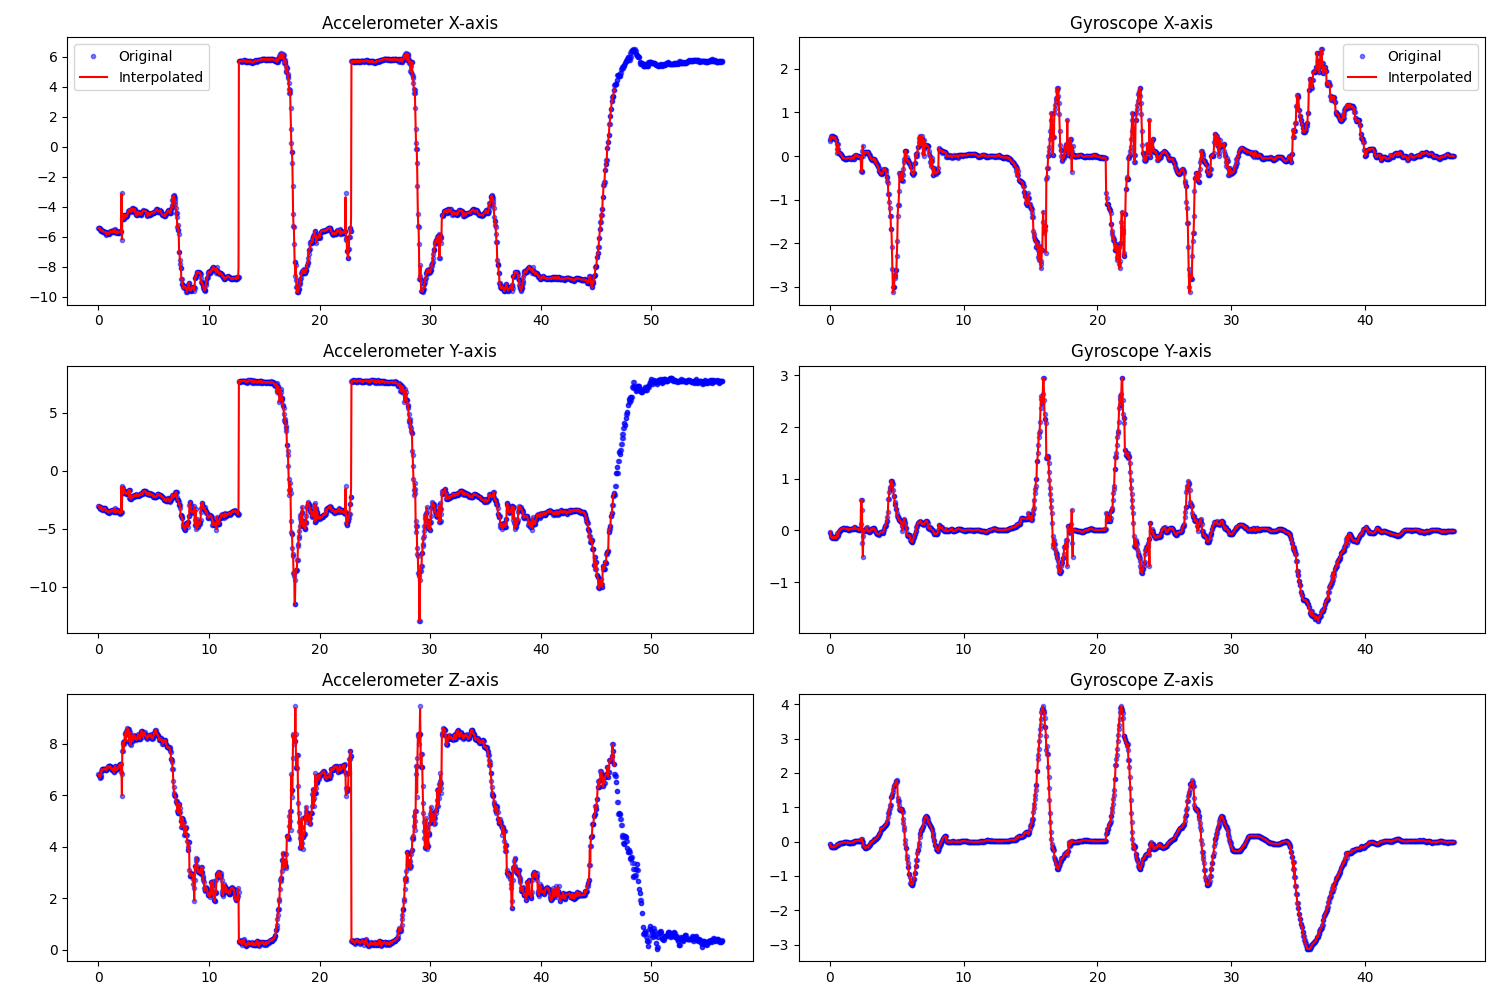 Accelerometer X-axis
6
4
2
0
−2
−4
−6
−8
−10
0 10 20 30 40 50
Original
Interpolated
Gyroscope X-axis
2
1
0
−1
−2
−3
0 10 20 30 40
Original
Interpolated
Accelerometer Y-axis
5
0
−5
−10
0 10 20 30 40 50
Gyroscope Y-axis
3
2
1
0
−1
0 10 20 30 40
Accelerometer Z-axis
8
6
4
2
0
0 10 20 30 40 50
Gyroscope Z-axis
4
3
2
1
0
−1
−2
−3
0 10 20 30 40